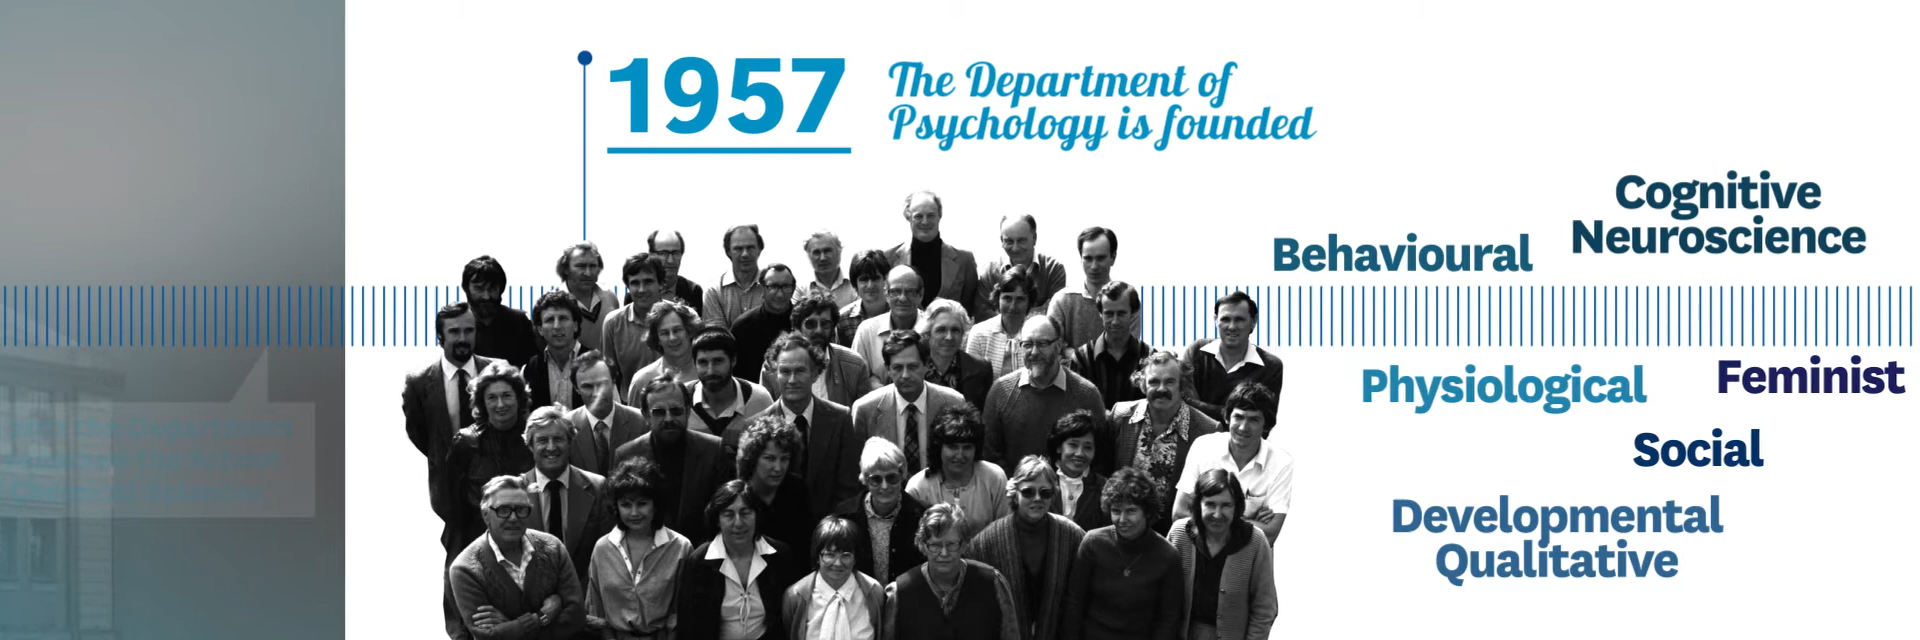 1957
The Department of
Psychology is founded
Cognitive
Neuroscience
Behavioural
Physiological
Feminist
Social
Developmental
Qualitative